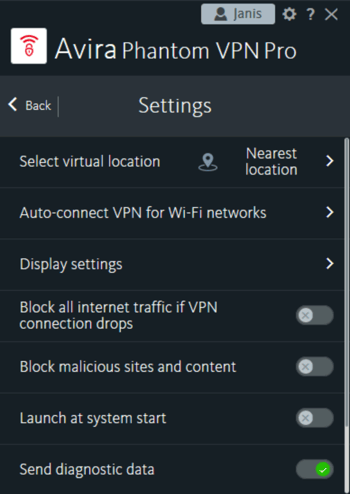 Janis ?
Avira Phantom VPN Pro
Back Settings
Select virtual location Nearest
location
Auto-connect VPN for Wi-Fi networks
Display settings
Block all internet traffic if VPN
connection drops
Block malicious sites and content
Launch at system start
Send diagnostic data